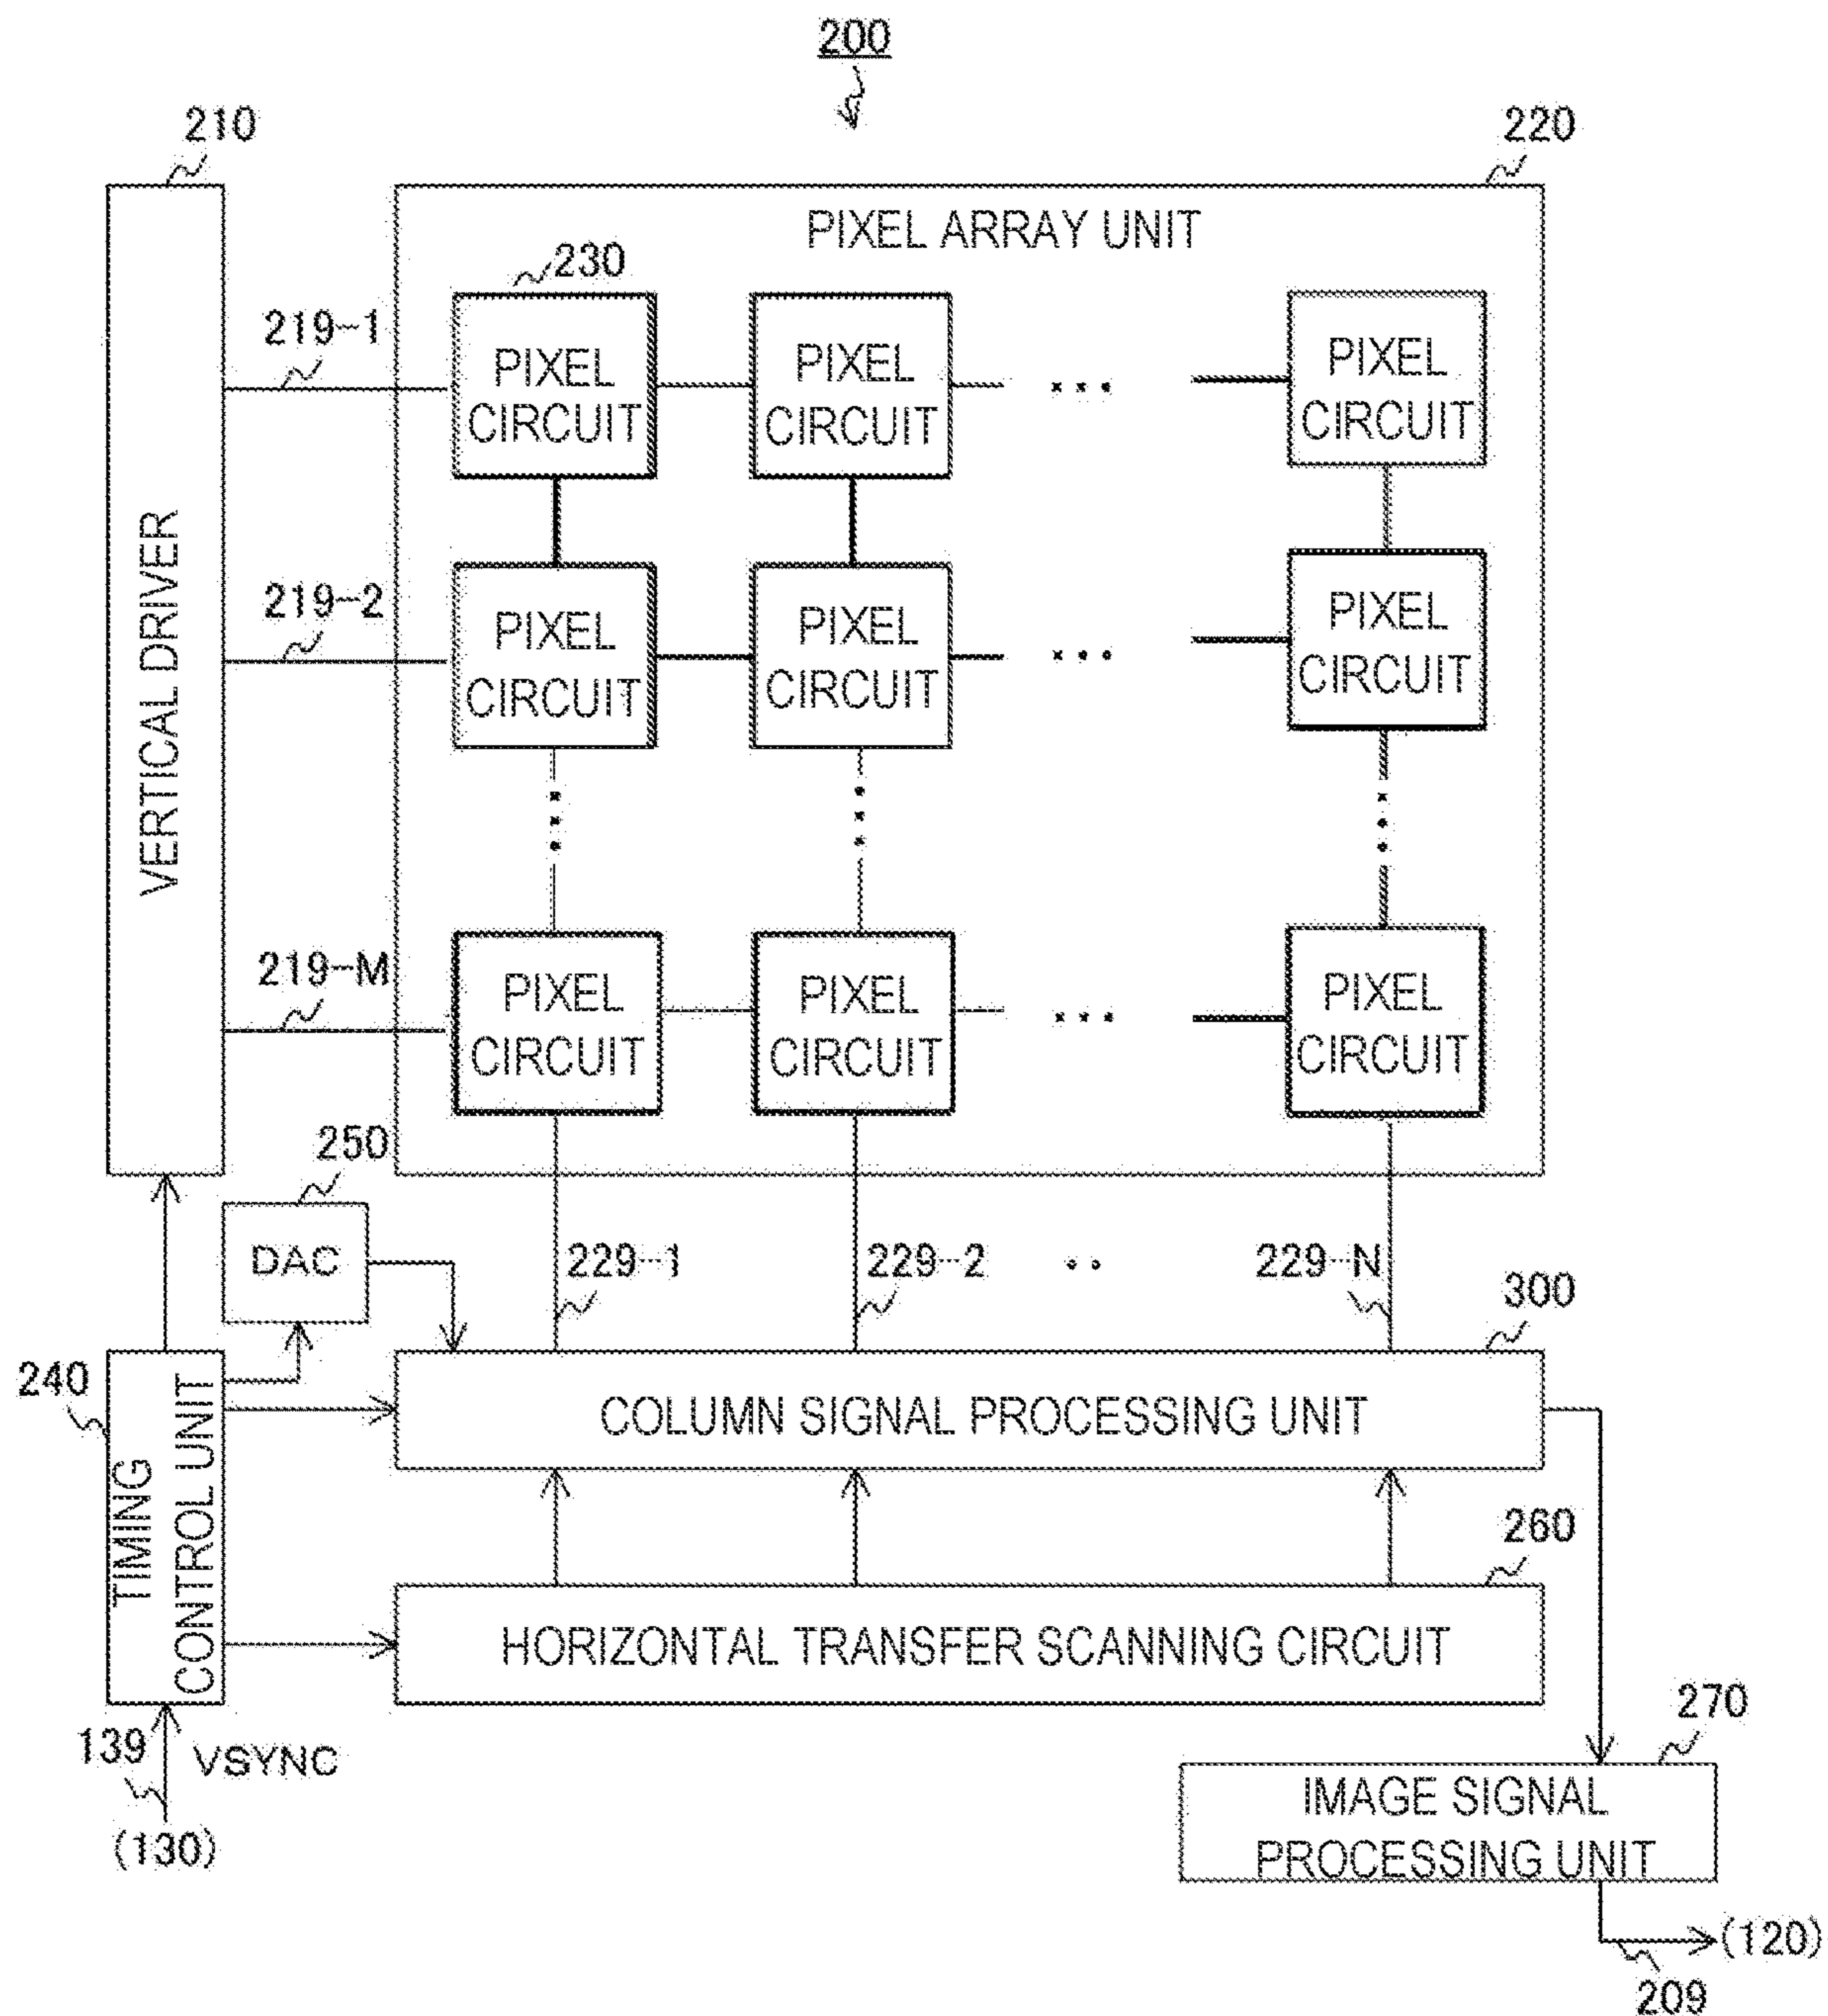 200
210
220
PIXEL ARRAY UNIT
230
219-1
PIXEL CIRCUIT
PIXEL CIRCUIT
...
PIXEL CIRCUIT
VERTICAL DRIVER
219-2
PIXEL CIRCUIT
PIXEL CIRCUIT
...
PIXEL CIRCUIT
219-M
PIXEL CIRCUIT
PIXEL CIRCUIT
...
PIXEL CIRCUIT
250
DAC
229-1
229-2
..
229-N
300
240
TIMING
CONTROL UNIT
COLUMN SIGNAL PROCESSING UNIT
260
HORIZONTAL TRANSFER SCANNING CIRCUIT
139
VSYNC
(130)
270
IMAGE SIGNAL
PROCESSING UNIT
(120)
209